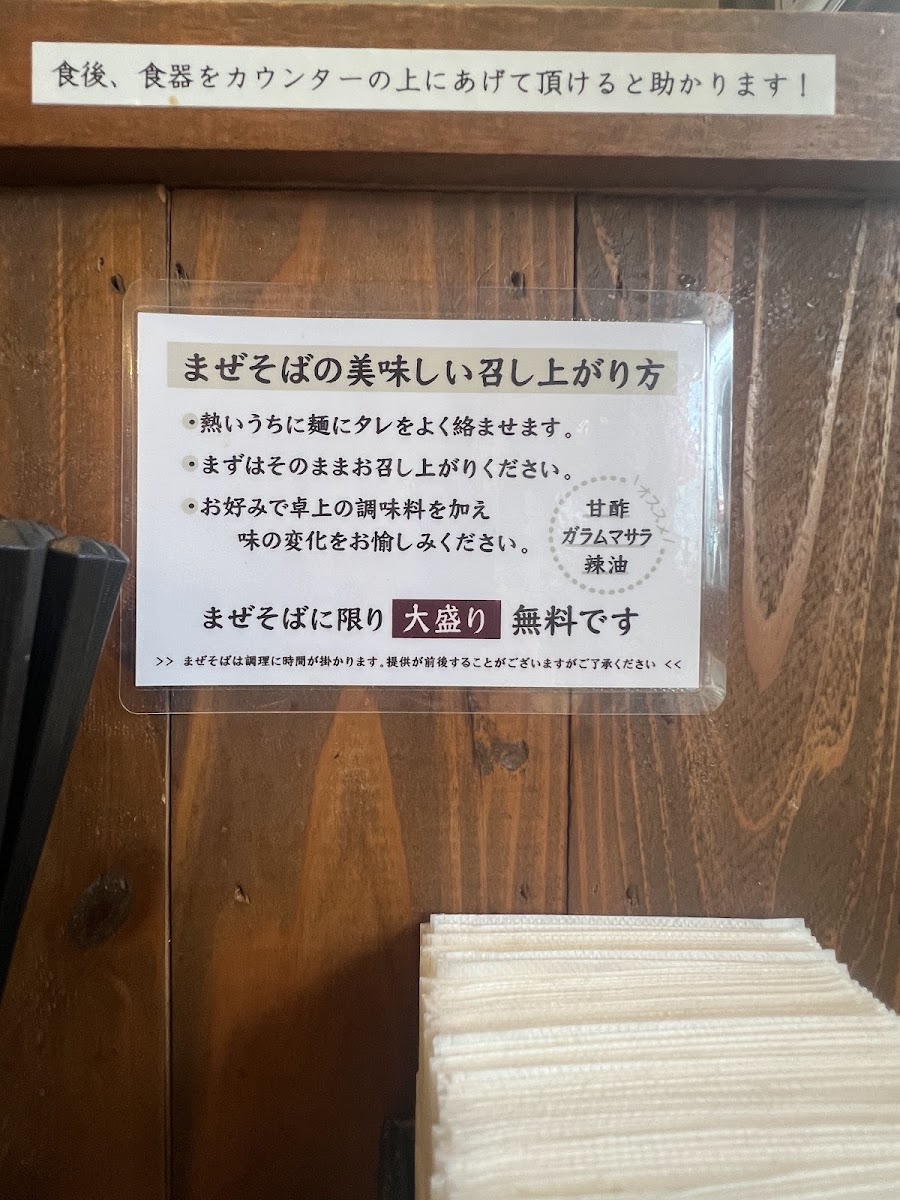 食後、食器をカウンターの上にあげて頂けると助かります！
まぜそばの美味しい召し上がり方
・熱いうちに麺にタレをよく絡ませます。
・まずはそのままお召し上がりください。
・お好みで卓上の調味料を加え
味の変化をお愉しみください。
\オススメ/
甘酢
ガラムマサラ
辣油
まぜそばに限り 大盛り 無料です
>> まぜそばは調理に時間が掛かります。提供が前後することがございますがご了承ください <<